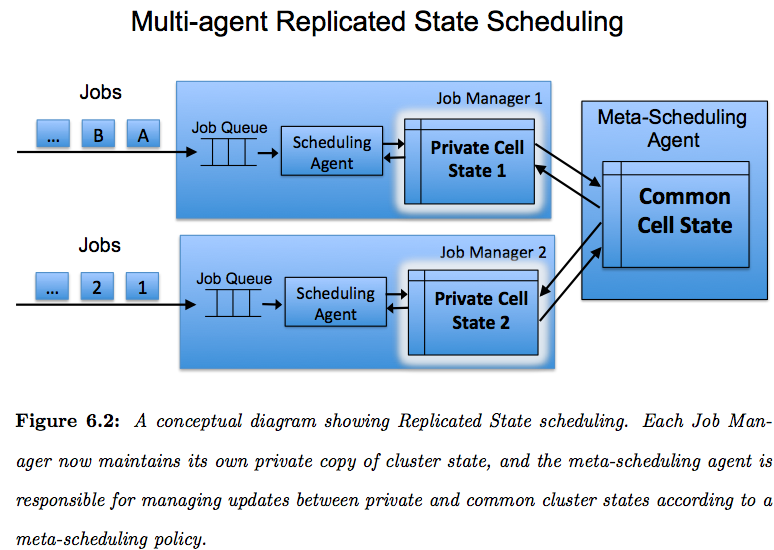 Multi-agent Replicated State Scheduling
Jobs
... B A
Job Manager 1
Job Queue
Scheduling
Agent
Private Cell
State 1
Meta-Scheduling
Agent
Common
Cell State
Jobs
... 2 1
Job Manager 2
Job Queue
Scheduling
Agent
Private Cell
State 2
Figure 6.2: A conceptual diagram showing Replicated State scheduling. Each Job Man-
ager now maintains its own private copy of cluster state, and the meta-scheduling agent is
responsible for managing updates between private and common cluster states according to a
meta-scheduling policy.